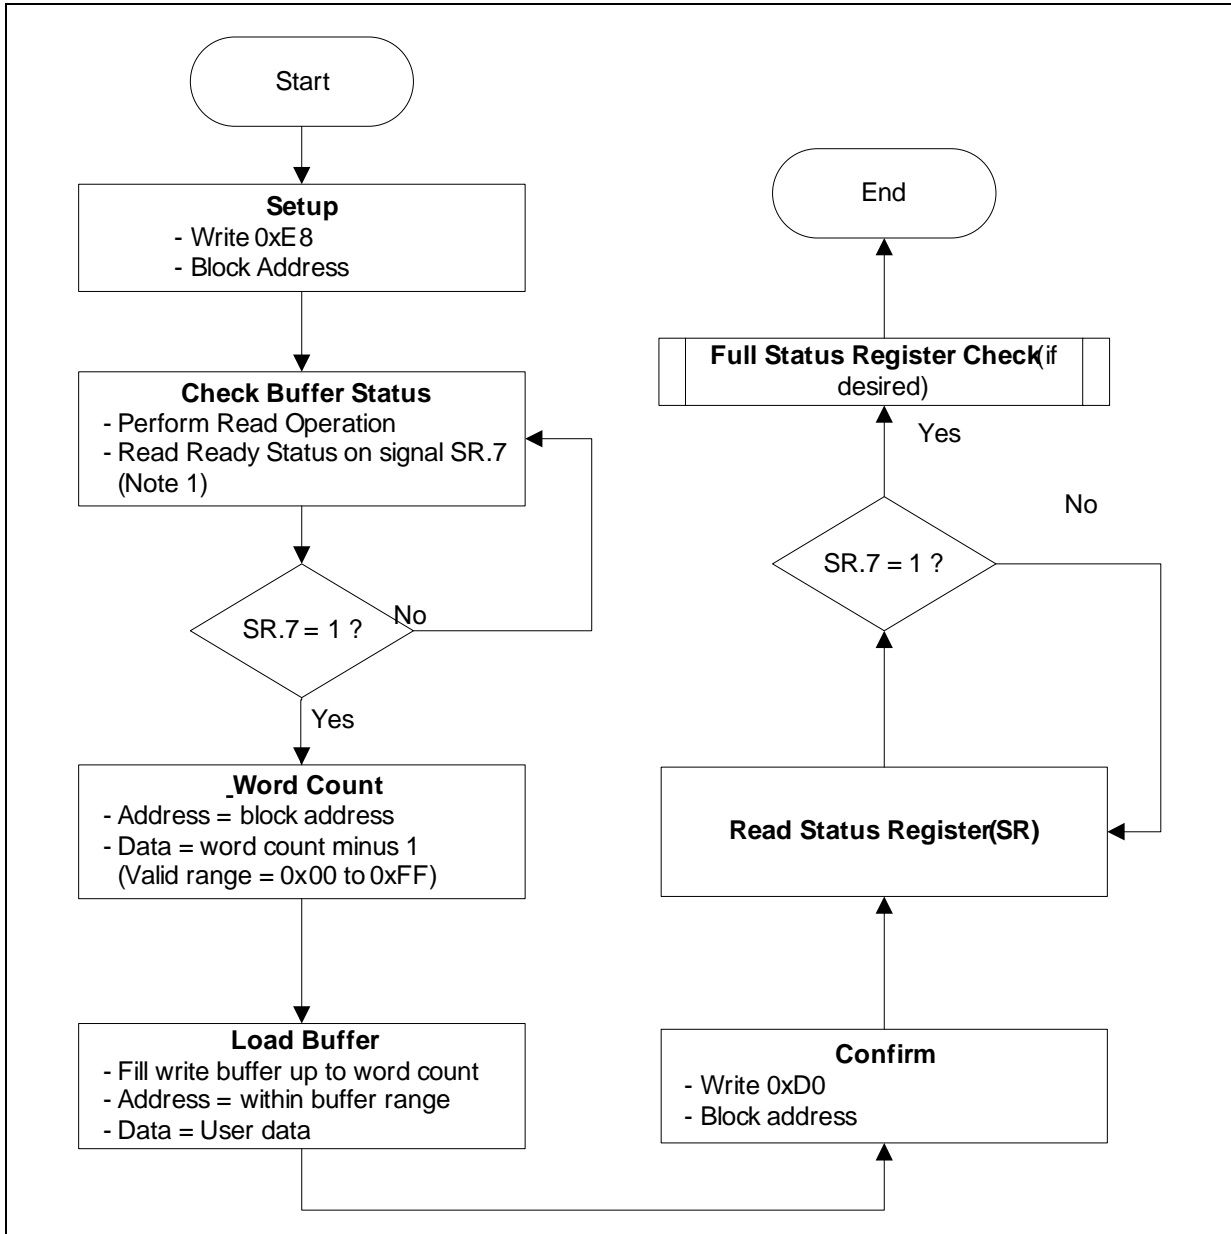 Start
Setup
- Write 0xE8
- Block Address
Check Buffer Status
- Perform Read Operation
- Read Ready Status on signal SR.7
(Note 1)
SR.7 = 1 ?
No
Yes
_Word Count
- Address = block address
- Data = word count minus 1
(Valid range = 0x00 to 0xFF)
Load Buffer
- Fill write buffer up to word count
- Address = within buffer range
- Data = User data
End
Full Status Register Check(if
desired)
Yes
No
SR.7 = 1 ?
Read Status Register(SR)
Confirm
- Write 0xD0
- Block address